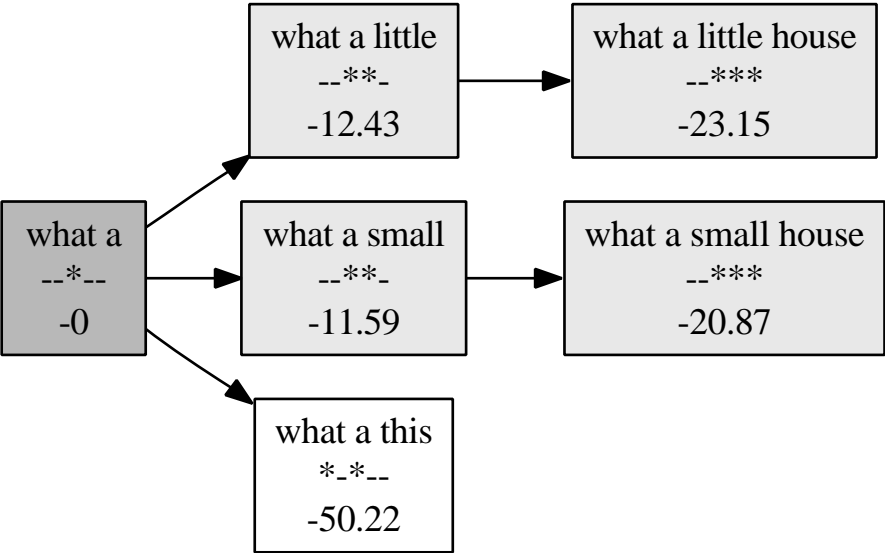 what a little
--**-
-12.43
what a little house
--***
-23.15
what a
--*--
-0
what a small
--**-
-11.59
what a small house
--***
-20.87
what a this
*-*--
-50.22